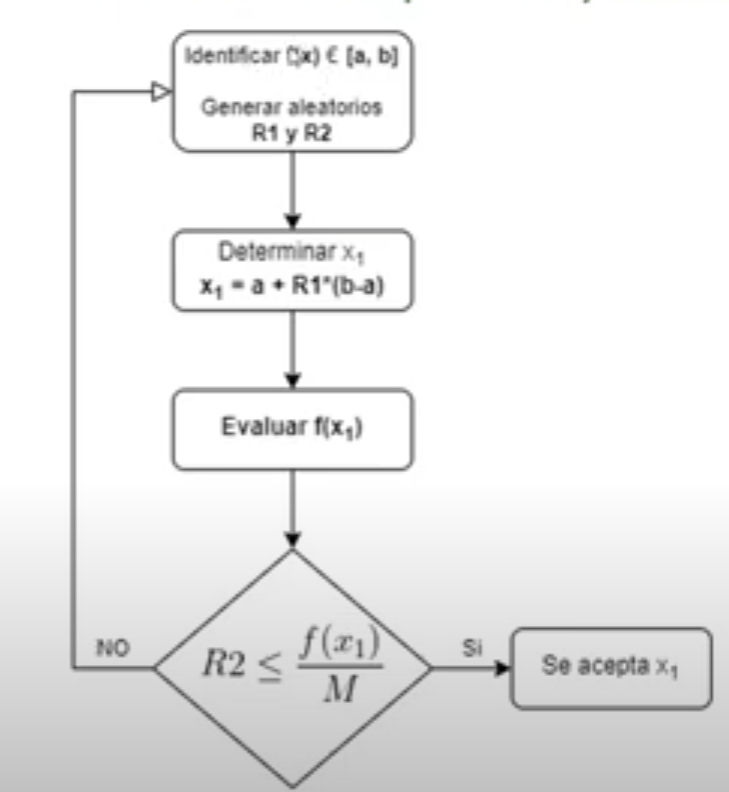 Identificar f(x) € [a, b]
Generar aleatorios
R1 y R2
Determinar x₁
x₁ = a + R1*(b-a)
Evaluar f(x₁)
NO
R2 ≤ f(x₁)/M
Si
Se acepta x₁